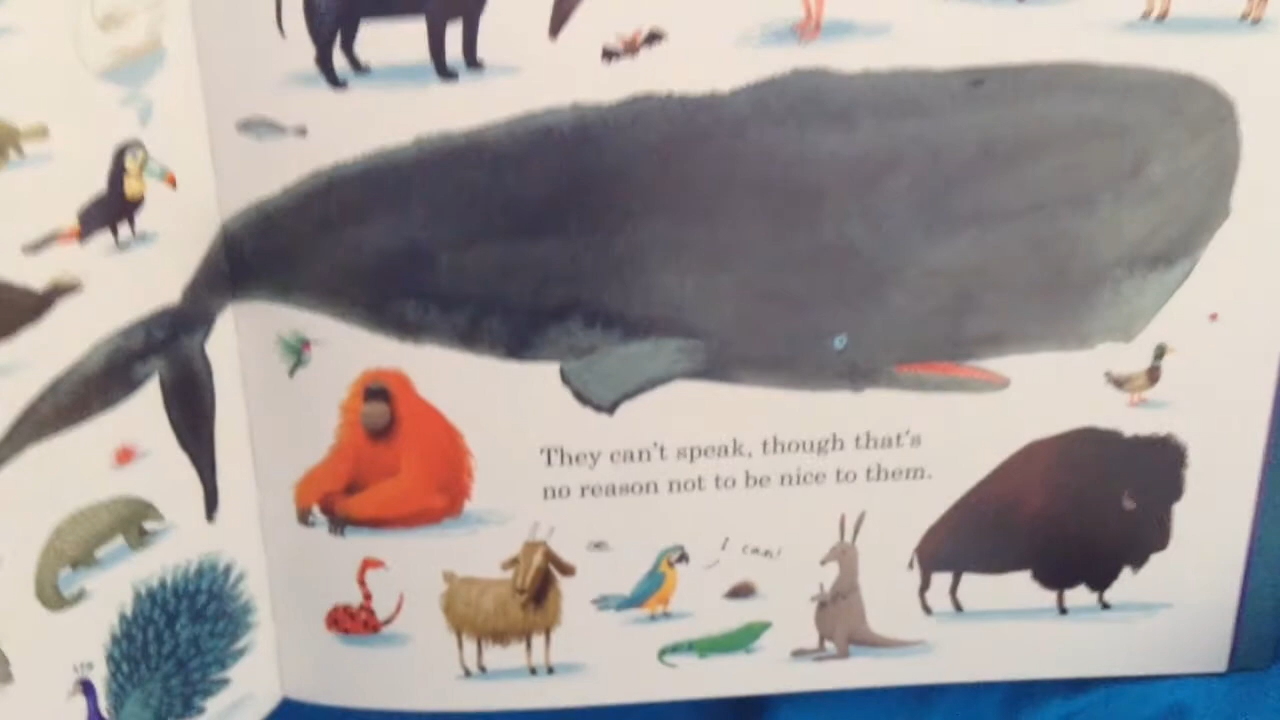 They can't speak, though that's
no reason not to be nice to them.
I can!